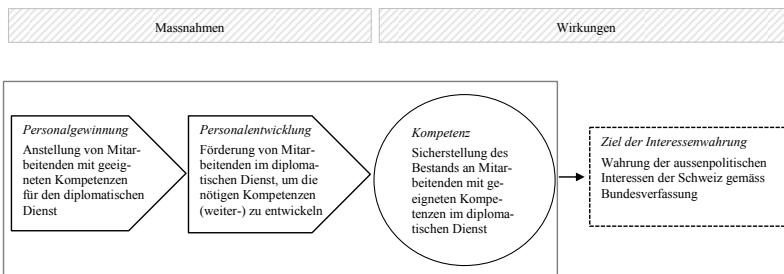 Massnahmen
Wirkungen
Personalgewinnung
Anstellung von Mitar-
beitenden mit geeig-
neten Kompetenzen
für den diplomatischen
Dienst
Personalentwicklung
Förderung von Mitar-
beitenden im diploma-
tischen Dienst, um die
nötigen Kompetenzen
(weiter-) zu entwickeln
Kompetenz
Sicherstellung des
Bestands an Mitar-
beitenden mit ge-
eigneten Kompe-
tenzen im diploma-
tischen Dienst
Ziel der Interessenwahrung
Wahrung der aussenpolitischen
Interessen der Schweiz gemäss
Bundesverfassung